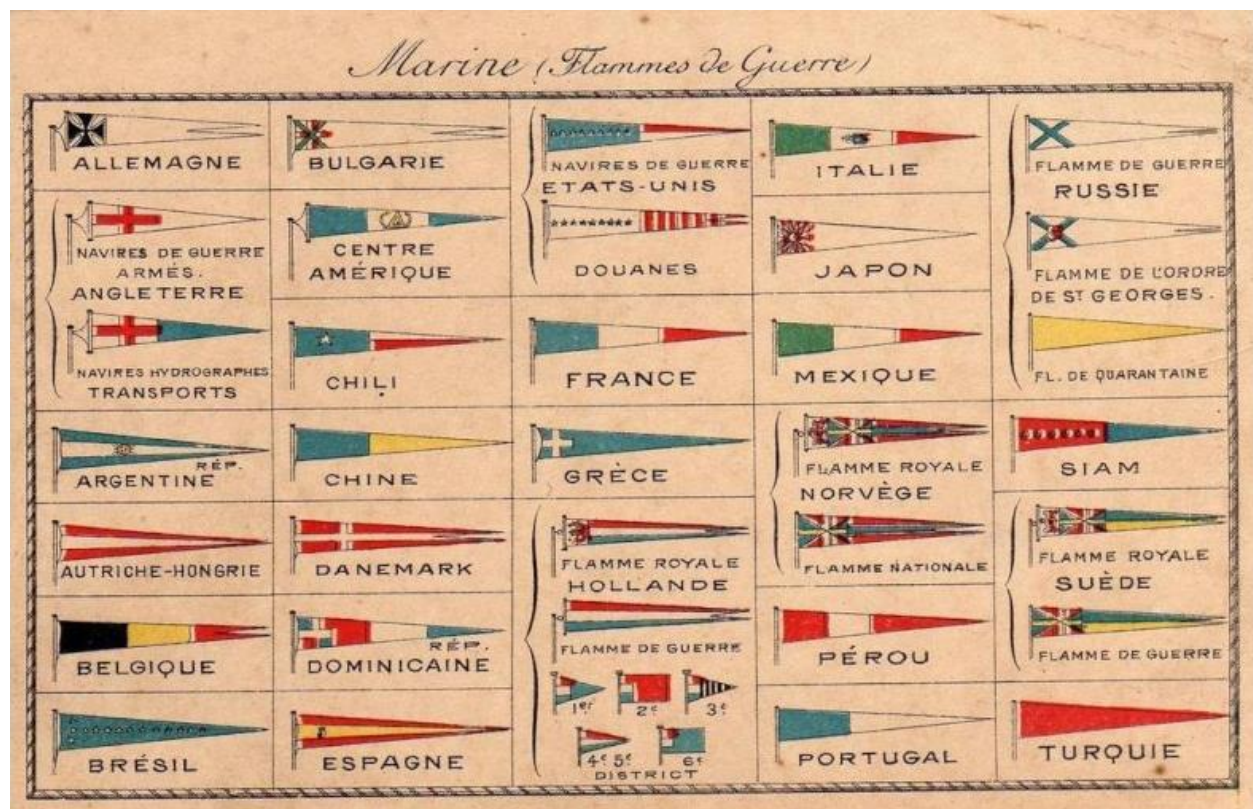 Marine (Flammes de Guerre)
ALLEMAGNE
NAVIRES DE GUERRE
ARMÉS.
ANGLETERRE
NAVIRES HYDROGRAPHES
TRANSPORTS
RÉP.
ARGENTINE
AUTRICHE-HONGRIE
BELGIQUE
BRÉSIL
BULGARIE
CENTRE
AMÉRIQUE
CHILI
CHINE
DANEMARK
RÉP.
DOMINICAINE
ESPAGNE
NAVIRES DE GUERRE
ETATS-UNIS
DOUANES
FRANCE
GRÈCE
FLAMME ROYALE
HOLLANDE
FLAMME DE GUERRE
1er 2e 3e
4e 5e 6e
DISTRICT
ITALIE
JAPON
MEXIQUE
FLAMME ROYALE
NORVÈGE
FLAMME NATIONALE
PÉROU
PORTUGAL
FLAMME DE GUERRE
RUSSIE
FLAMME DE L'ORDRE
DE ST GEORGES.
FL. DE QUARANTAINE
SIAM
FLAMME ROYALE
SUÈDE
FLAMME DE GUERRE
TURQUIE